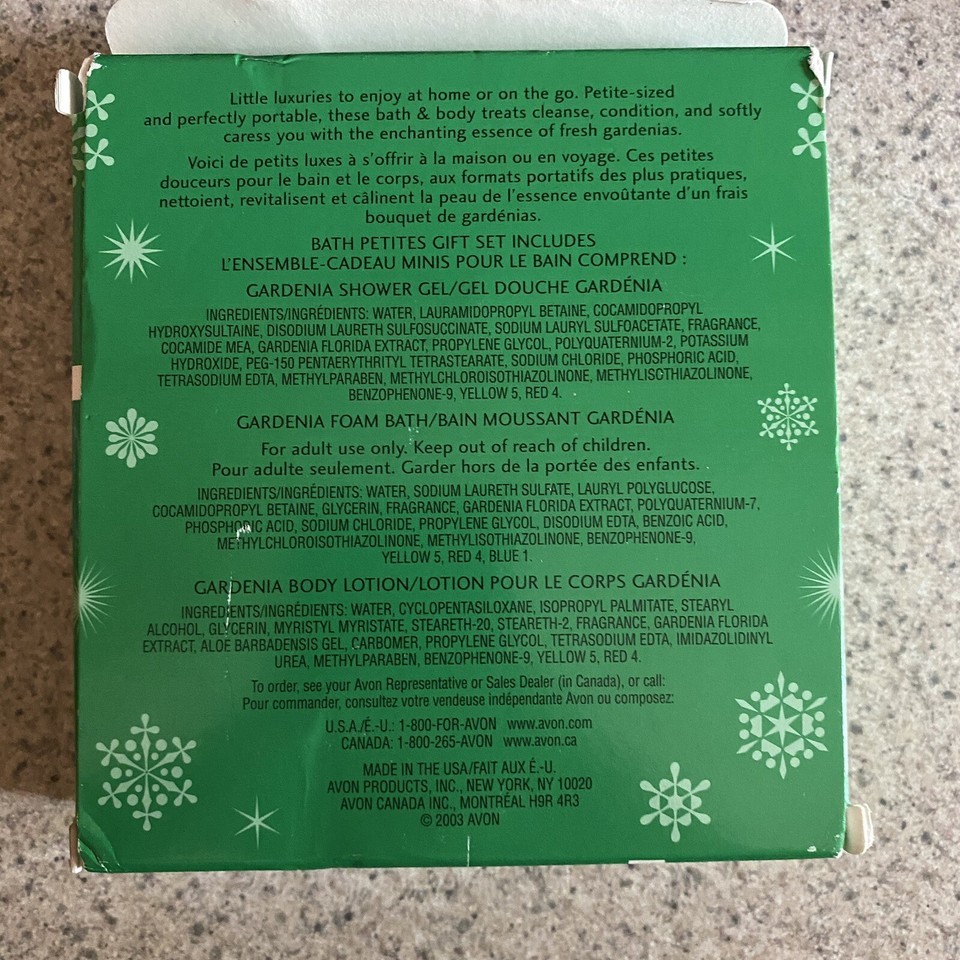 Little luxuries to enjoy at home or on the go. Petite-sized
and perfectly portable, these bath & body treats cleanse, condition, and softly
caress you with the enchanting essence of fresh gardenias.
Voici de petits luxes à s'offrir à la maison ou en voyage. Ces petites
douceurs pour le bain et le corps, aux formats portatifs des plus pratiques,
nettoient, revitalisent et câlinent la peau de l'essence envoûtante d'un frais
bouquet de gardénias.
BATH PETITES GIFT SET INCLUDES
L'ENSEMBLE-CADEAU MINIS POUR LE BAIN COMPREND :
GARDENIA SHOWER GEL/GEL DOUCHE GARDÉNIA
INGREDIENTS/INGRÉDIENTS: WATER, LAURAMIDOPROPYL BETAINE, COCAMIDOPROPYL
HYDROXYSULTAINE, DISODIUM LAURETH SULFOSUCCINATE, SODIUM LAURYL SULFOACETATE, FRAGRANCE,
COCAMIDE MEA, GARDENIA FLORIDA EXTRACT, PROPYLENE GLYCOL, POLYQUATERNIUM-2, POTASSIUM
HYDROXIDE, PEG-150 PENTAERYTHRITYL TETRASTEARATE, SODIUM CHLORIDE, PHOSPHORIC ACID,
TETRASODIUM EDTA, METHYLPARABEN, METHYLCHLOROISOTHIAZOLINONE, METHYLISOTHIAZOLINONE,
BENZOPHENONE-9, YELLOW 5, RED 4.
GARDENIA FOAM BATH/BAIN MOUSSANT GARDÉNIA
For adult use only. Keep out of reach of children.
Pour adulte seulement. Garder hors de la portée des enfants.
INGREDIENTS/INGRÉDIENTS: WATER, SODIUM LAURETH SULFATE, LAURYL POLYGLUCOSE,
COCAMIDOPROPYL BETAINE, GLYCERIN, FRAGRANCE, GARDENIA FLORIDA EXTRACT, POLYQUATERNIUM-7,
PHOSPHORIC ACID, SODIUM CHLORIDE, PROPYLENE GLYCOL, DISODIUM EDTA, BENZOIC ACID,
METHYLCHLOROISOTHIAZOLINONE, METHYLISOTHIAZOLINONE, BENZOPHENONE-9,
YELLOW 5, RED 4, BLUE 1.
GARDENIA BODY LOTION/LOTION POUR LE CORPS GARDÉNIA
INGREDIENTS/INGRÉDIENTS: WATER, CYCLOPENTASILOXANE, ISOPROPYL PALMITATE, STEARYL
ALCOHOL, GLYCERIN, MYRISTYL MYRISTATE, STEARETH-20, STEARETH-2, FRAGRANCE, GARDENIA FLORIDA
EXTRACT, ALOE BARBADENSIS GEL, CARBOMER, PROPYLENE GLYCOL, TETRASODIUM EDTA, IMIDAZOLIDINYL
UREA, METHYLPARABEN, BENZOPHENONE-9, YELLOW 5, RED 4.
To order, see your Avon Representative or Sales Dealer (in Canada), or call:
Pour commander, consultez votre vendeuse indépendante Avon ou composez:
U.S.A./É.-U.: 1-800-FOR-AVON www.avon.com
CANADA: 1-800-265-AVON www.avon.ca
MADE IN THE USA/FAIT AUX É.-U.
AVON PRODUCTS, INC., NEW YORK, NY 10020
AVON CANADA INC., MONTRÉAL H9R 4R3
© 2003 AVON